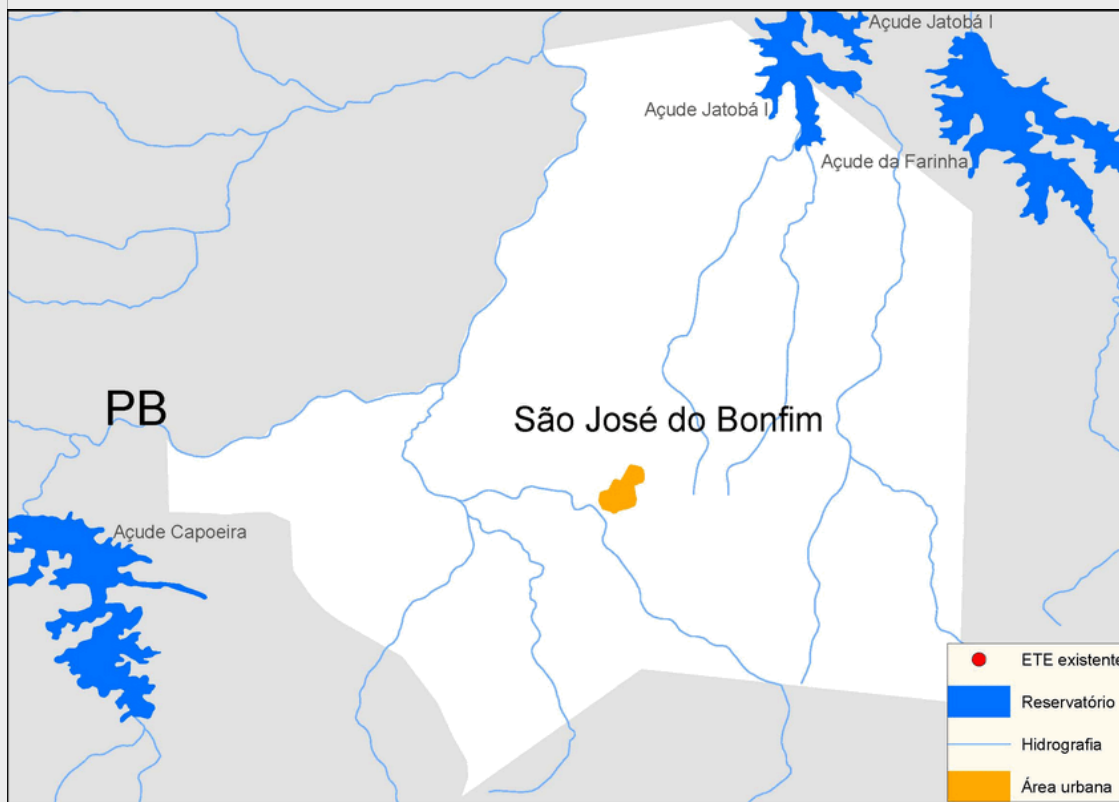 Açude Jatobá I
Açude Jatobá I
Açude da Farinha
PB
São José do Bonfim
Açude Capoeira
ETE existente
Reservatório
Hidrografia
Área urbana